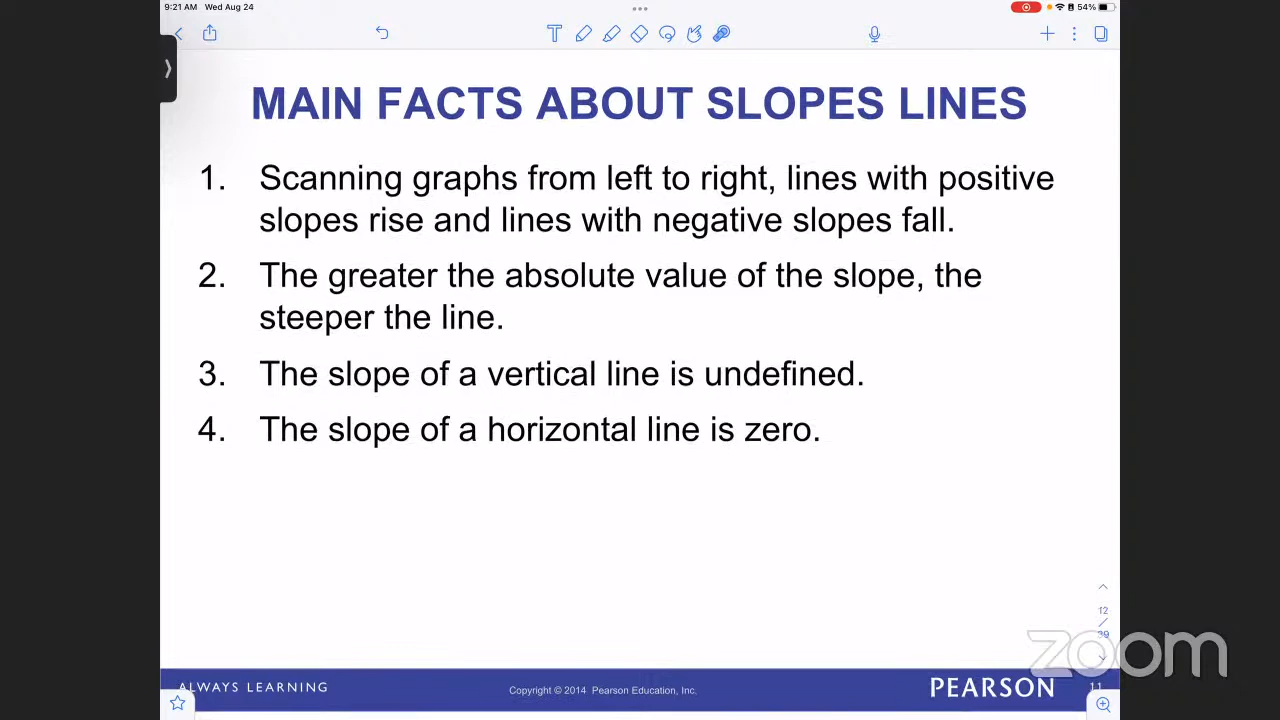 9:21 AM Wed Aug 24
54%
T
MAIN FACTS ABOUT SLOPES LINES
1. Scanning graphs from left to right, lines with positive
slopes rise and lines with negative slopes fall.
2. The greater the absolute value of the slope, the
steeper the line.
3. The slope of a vertical line is undefined.
4. The slope of a horizontal line is zero.
12
/
39
zoom
ALWAYS LEARNING
Copyright © 2014 Pearson Education, Inc.
PEARSON
11